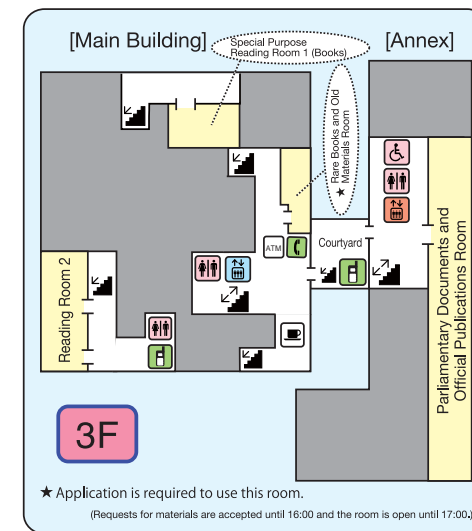 [Main Building]
Special Purpose
Reading Room 1 (Books)
[Annex]
Rare Books and Old
Materials Room
★
ATM
Courtyard
Reading Room 2
Parliamentary Documents and
Official Publications Room
3F
★ Application is required to use this room.
(Requests for materials are accepted until 16:00 and the room is open until 17:00.)